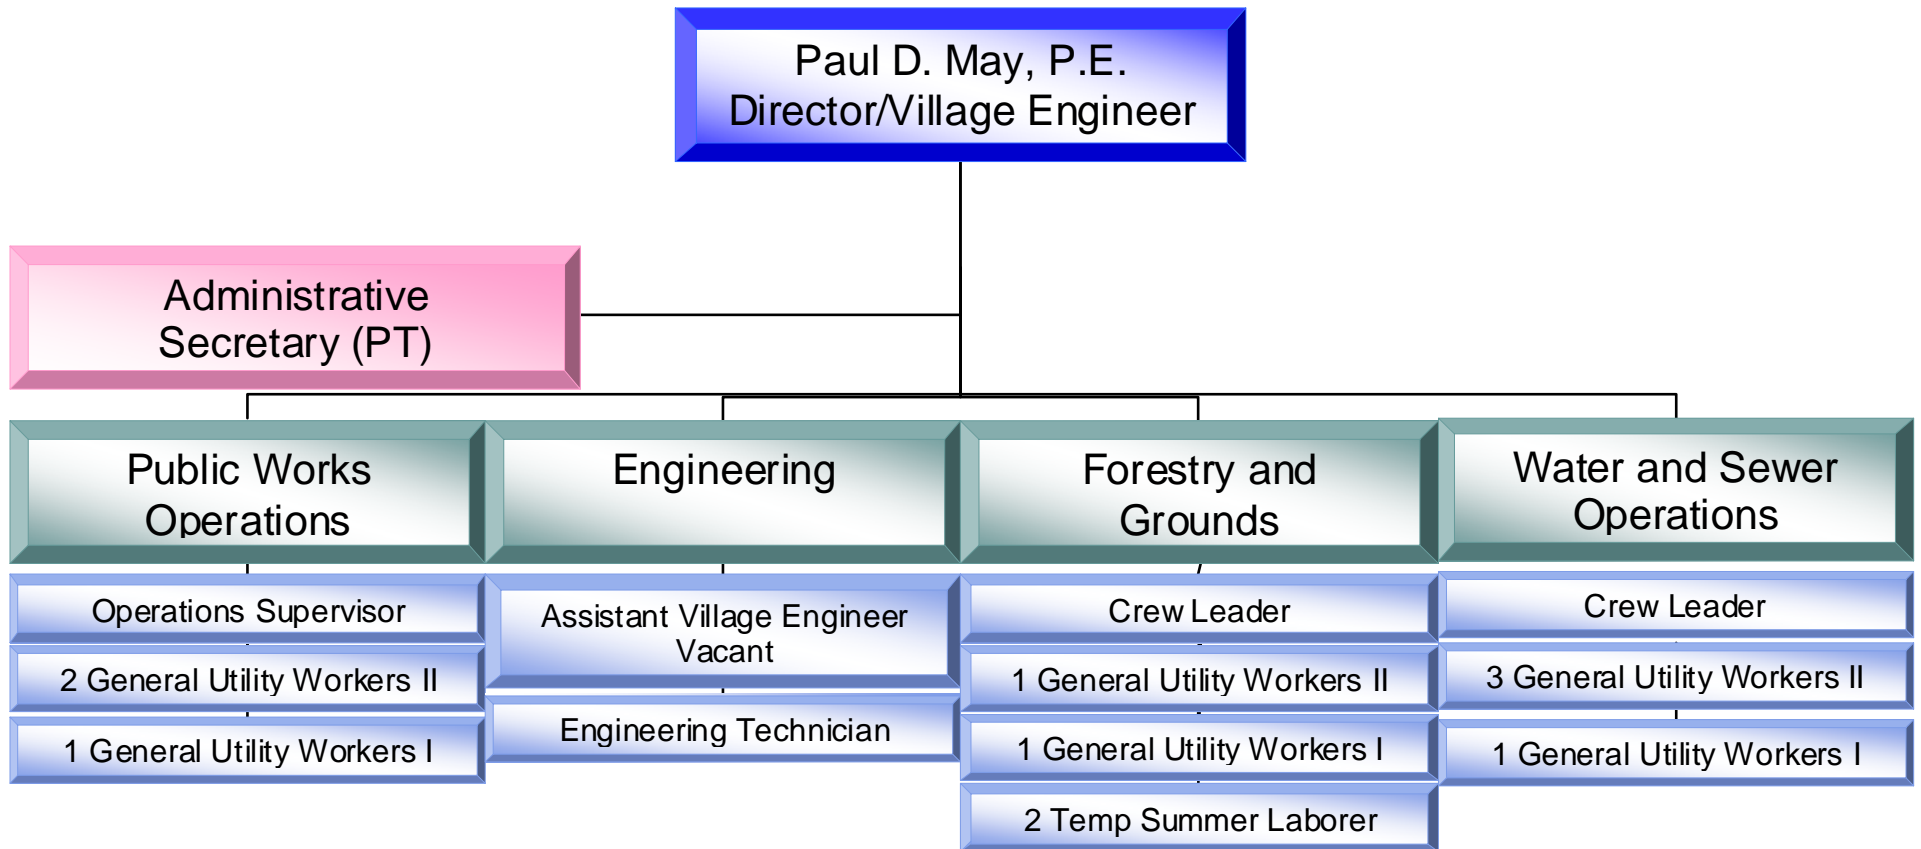 Paul D. May, P.E.
Director/Village Engineer
Administrative
Secretary (PT)
Public Works
Operations
Operations Supervisor
2 General Utility Workers II
1 General Utility Workers I
Engineering
Assistant Village Engineer
Vacant
Engineering Technician
Forestry and
Grounds
Crew Leader
1 General Utility Workers II
1 General Utility Workers I
2 Temp Summer Laborer
Water and Sewer
Operations
Crew Leader
3 General Utility Workers II
1 General Utility Workers I